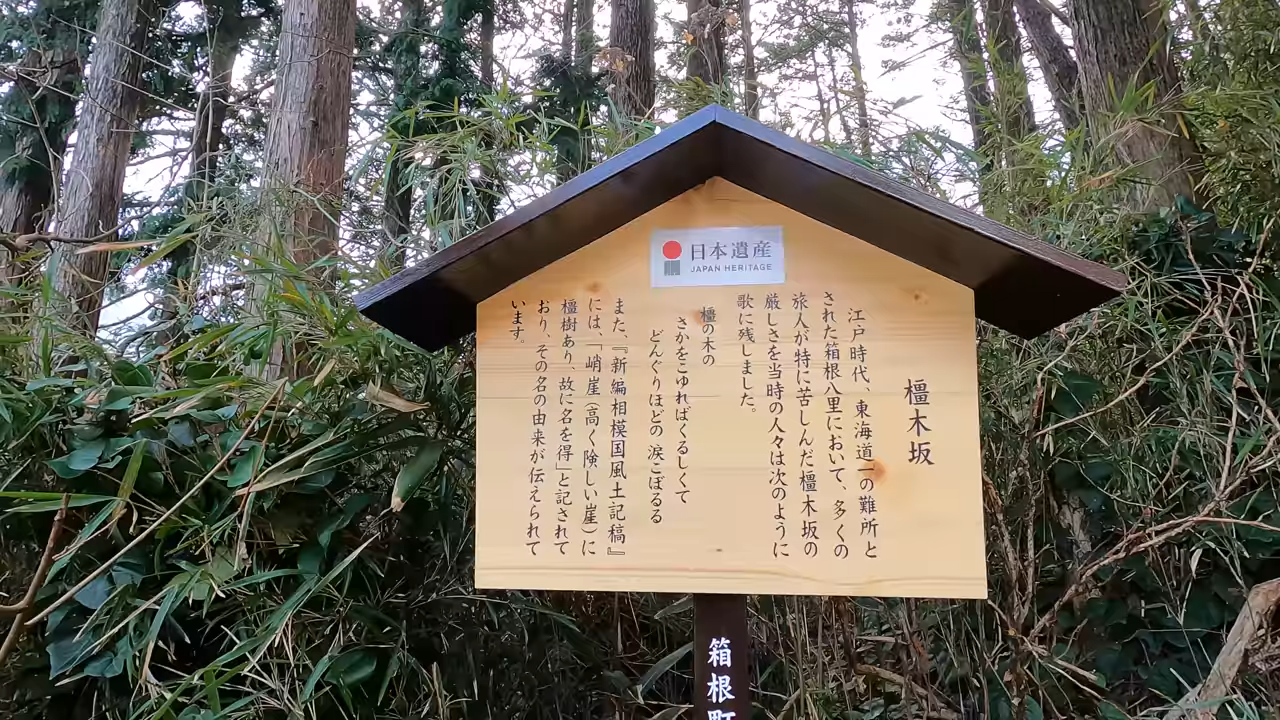 日本遺産
JAPAN HERITAGE
橿木坂
江戸時代、東海道一の難所と
された箱根八里において、多くの
旅人が特に苦しんだ橿木坂の
厳しさを当時の人々は次のように
歌に残しました。
橿の木の
さかをこゆればくるしくて
どんぐりほどの 涙こぼるる
また、『新編相模国風土記稿』
には、「峭崖(高く険しい崖)に
橿樹あり、故に名を得」と記されて
おり、その名の由来が伝えられて
います。
箱根町